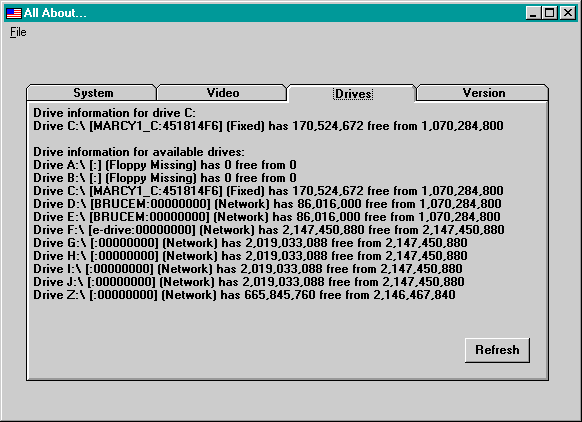 All About...
File
System Video Drives Version
Drive information for drive C:
Drive C:\ [MARCY1_C:451814F6] (Fixed) has 170,524,672 free from 1,070,284,800
Drive information for available drives:
Drive A:\ [:] (Floppy Missing) has 0 free from 0
Drive B:\ [:] (Floppy Missing) has 0 free from 0
Drive C:\ [MARCY1_C:451814F6] (Fixed) has 170,524,672 free from 1,070,284,800
Drive D:\ [BRUCEM:00000000] (Network) has 86,016,000 free from 1,070,284,800
Drive E:\ [BRUCEM:00000000] (Network) has 86,016,000 free from 1,070,284,800
Drive F:\ [e-drive:00000000] (Network) has 2,147,450,880 free from 2,147,450,880
Drive G:\ [:00000000] (Network) has 2,019,033,088 free from 2,147,450,880
Drive H:\ [:00000000] (Network) has 2,019,033,088 free from 2,147,450,880
Drive I:\ [:00000000] (Network) has 2,019,033,088 free from 2,147,450,880
Drive J:\ [:00000000] (Network) has 2,019,033,088 free from 2,147,450,880
Drive Z:\ [:00000000] (Network) has 665,845,760 free from 2,146,467,840
Refresh